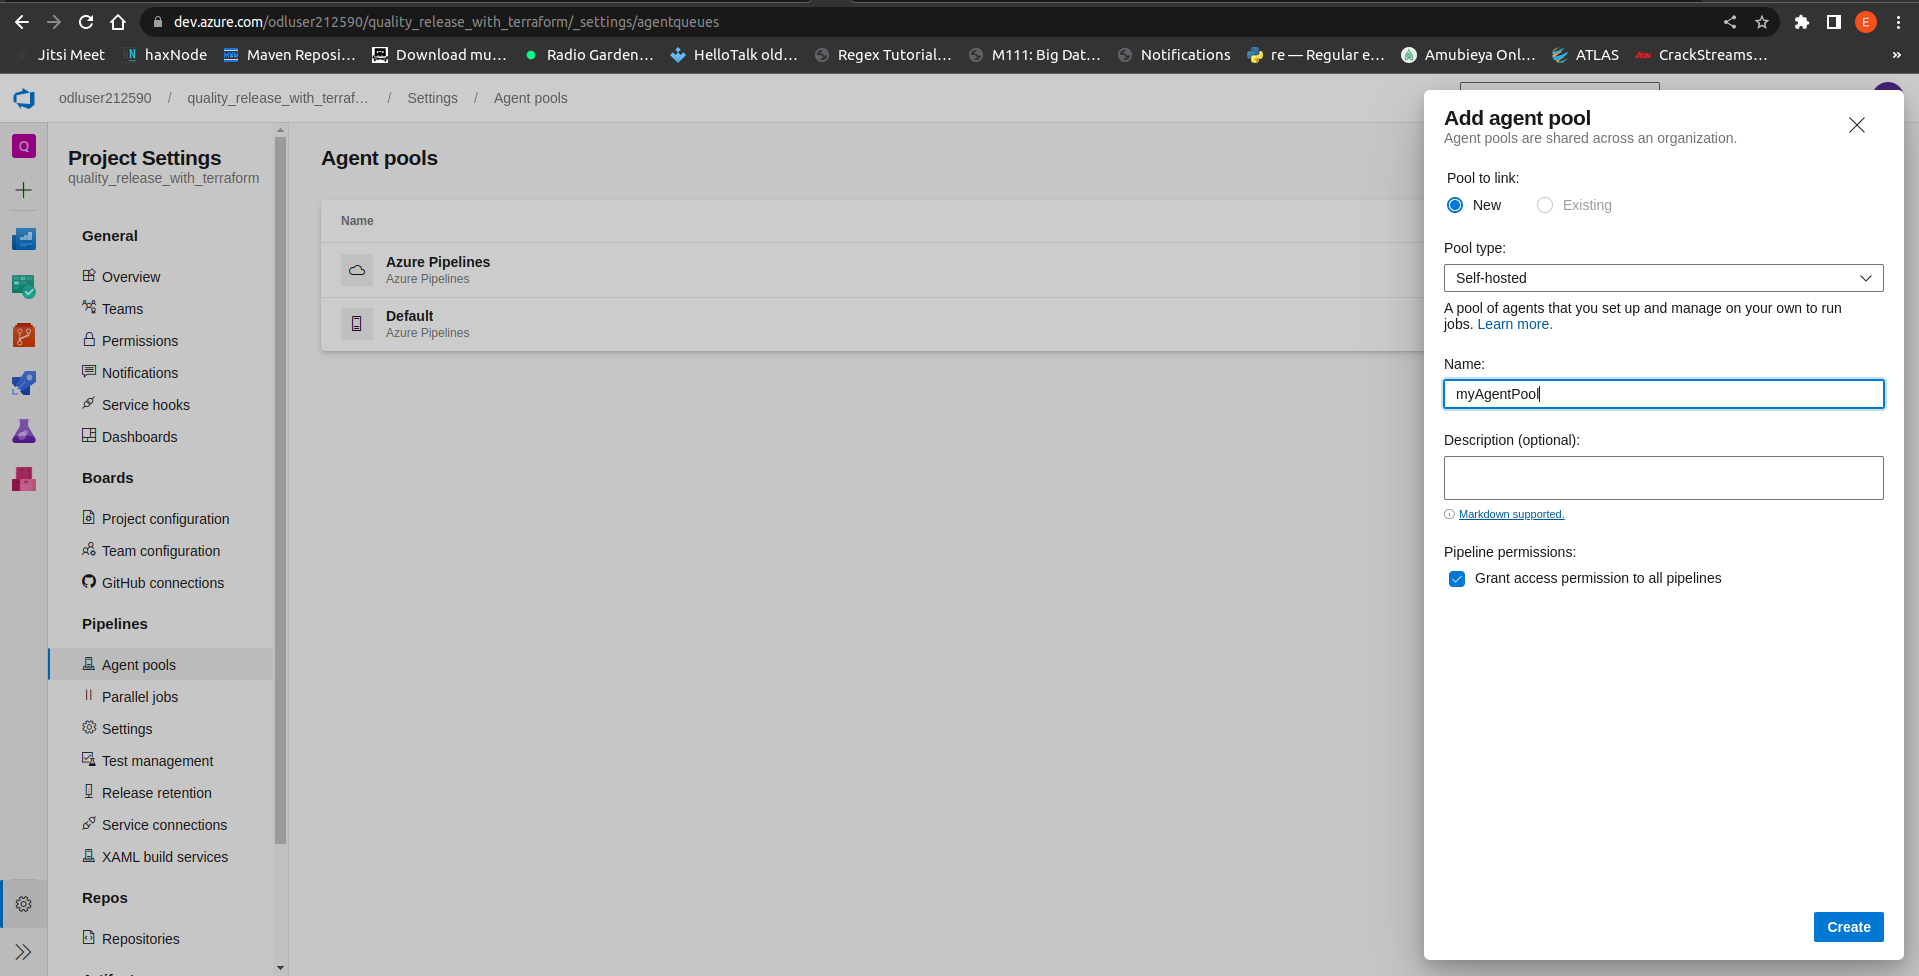 dev.azure.com/odluser212590/quality_release_with_terraform/_settings/agentqueues
E
Jitsi Meet
haxNode
Maven Reposi...
Download mu...
Radio Garden...
HelloTalk old...
Regex Tutorial...
M111: Big Dat...
Notifications
re — Regular e...
Amubieya Onl...
ATLAS
CrackStreams...
»
odluser212590 / quality_release_with_terraf... / Settings / Agent pools
Q
Project Settings
quality_release_with_terraform
General
Overview
Teams
Permissions
Notifications
Service hooks
Dashboards
Boards
Project configuration
Team configuration
GitHub connections
Pipelines
Agent pools
Parallel jobs
Settings
Test management
Release retention
Service connections
XAML build services
Repos
Repositories
Agent pools
Name
Azure Pipelines
Azure Pipelines
Default
Azure Pipelines
Add agent pool
Agent pools are shared across an organization.
Pool to link:
New
Existing
Pool type:
Self-hosted
A pool of agents that you set up and manage on your own to run
jobs. Learn more.
Name:
myAgentPool
Description (optional):
Markdown supported.
Pipeline permissions:
Grant access permission to all pipelines
Create